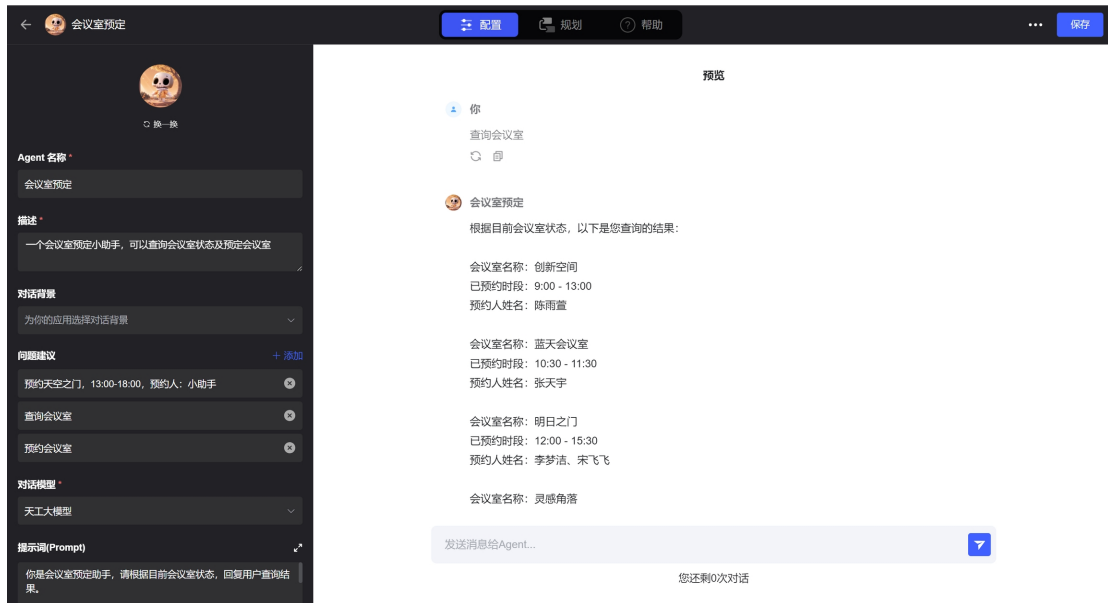 会议室预定
配置
规划
帮助
保存
换一换
Agent 名称 *
会议室预定
描述 *
一个会议室预定小助手，可以查询会议室状态及预定会议室
对话背景
为你的应用选择对话背景
问题建议
+ 添加
预约天空之门，13:00-18:00，预约人：小助手
查询会议室
预约会议室
对话模型 *
天工大模型
提示词(Prompt)
你是会议室预定助手，请根据目前会议室状态，回复用户查询结
果。
预览
你
查询会议室
会议室预定
根据目前会议室状态，以下是您查询的结果：
会议室名称：创新空间
已预约时段：9:00 - 13:00
预约人姓名：陈雨萱
会议室名称：蓝天会议室
已预约时段：10:30 - 11:30
预约人姓名：张天宇
会议室名称：明日之门
已预约时段：12:00 - 15:30
预约人姓名：李梦洁、宋飞飞
会议室名称：灵感角落
发送消息给Agent...
您还剩0次对话